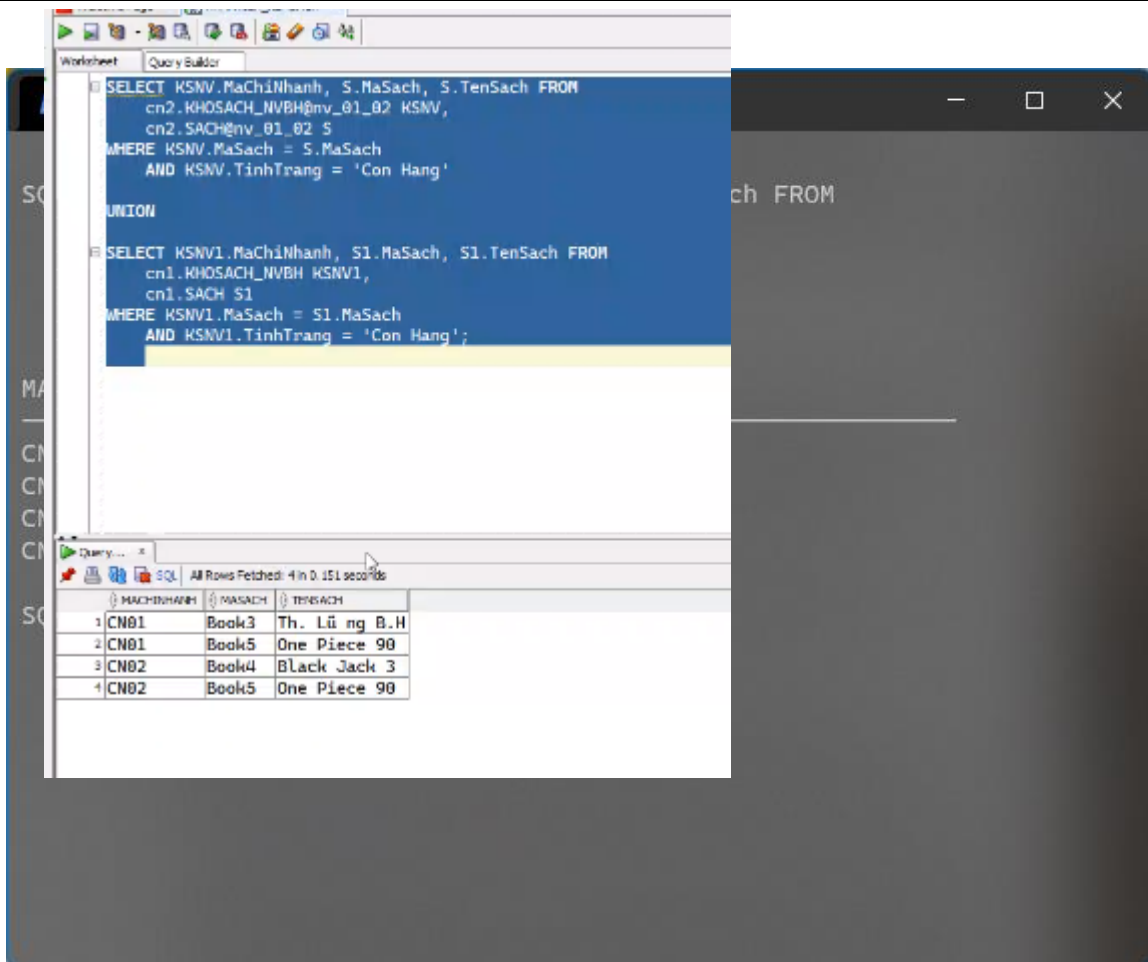 Worksheet Query Builder
SELECT KSNV.MaChiNhanh, S.MaSach, S.TenSach FROM
cn2.KHOSACH_NVBH@nv_01_02 KSNV,
cn2.SACH@nv_01_02 S
WHERE KSNV.MaSach = S.MaSach
AND KSNV.TinhTrang = 'Con Hang'
UNION
SELECT KSNV1.MaChiNhanh, S1.MaSach, S1.TenSach FROM
cn1.KHOSACH_NVBH KSNV1,
cn1.SACH S1
WHERE KSNV1.MaSach = S1.MaSach
AND KSNV1.TinhTrang = 'Con Hang';
ch FROM
Query... ×
SQL | All Rows Fetched: 4 in 0.151 seconds
MACHINHANH MASACH TENSACH
1 CN01 Book3 Th. Lũ ng B.H
2 CN01 Book5 One Piece 90
3 CN02 Book4 Black Jack 3
4 CN02 Book5 One Piece 90